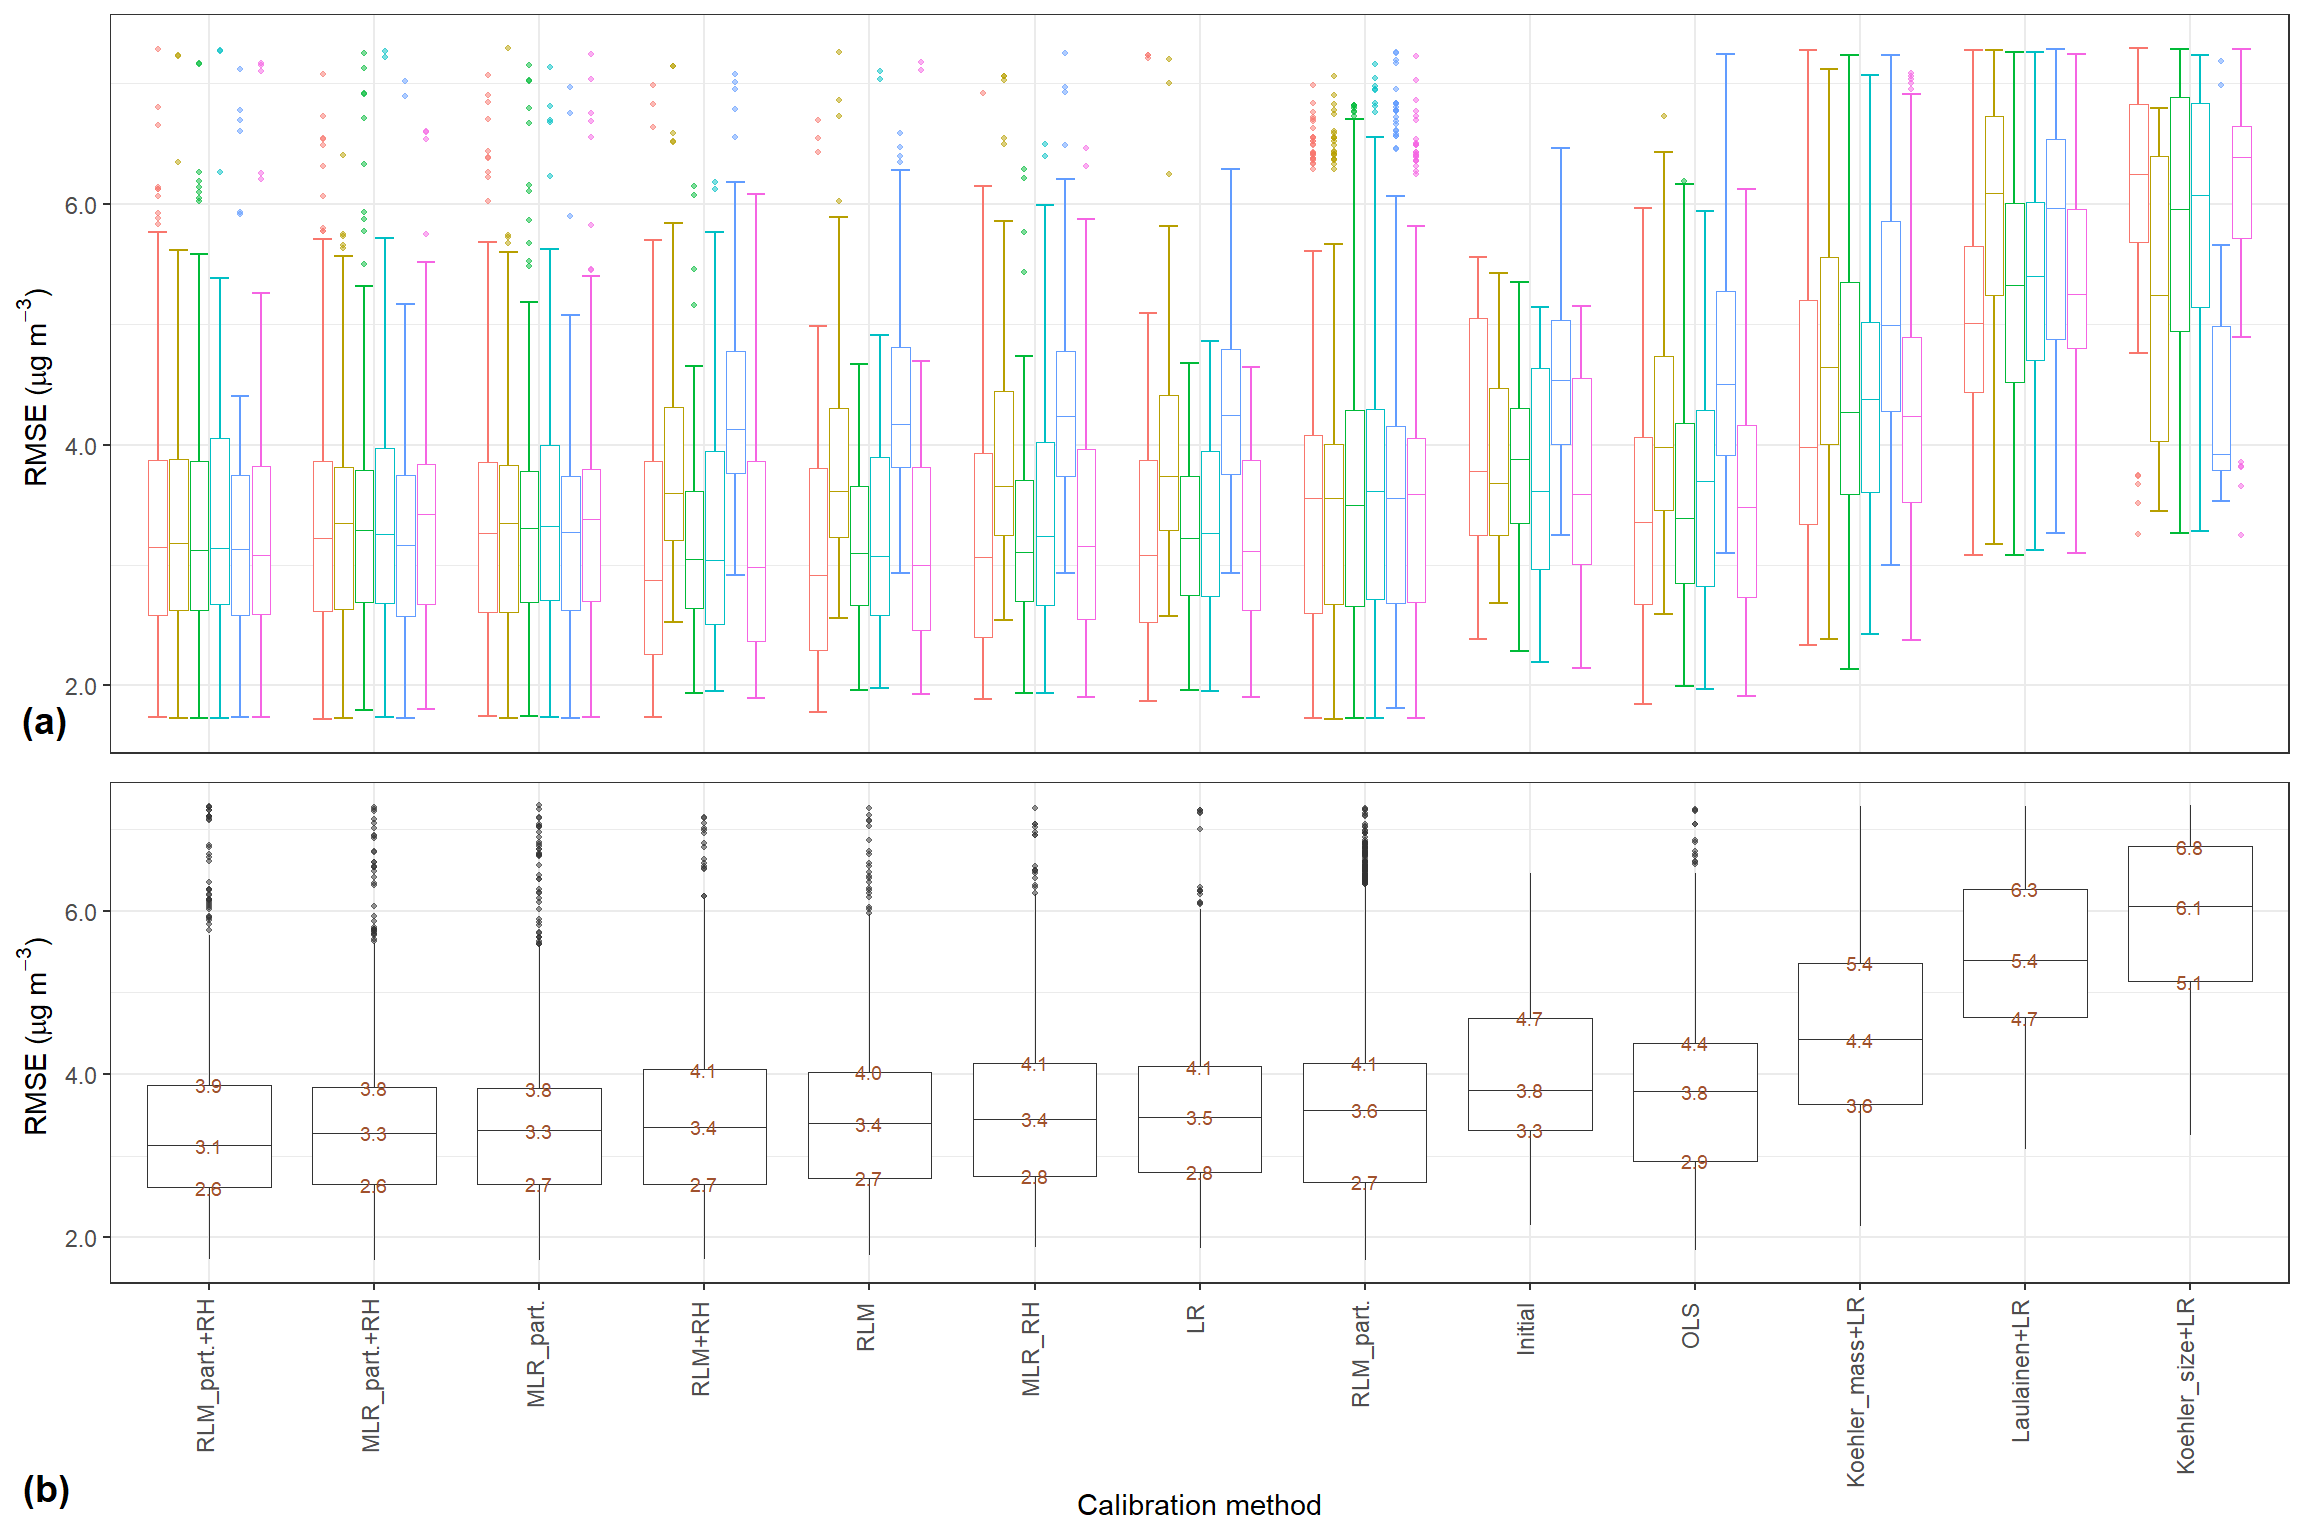 RMSE (µg m⁻³)
6.0
4.0
2.0
(a)
RMSE (µg m⁻³)
6.0
4.0
2.0
3.9
3.1
2.6
3.8
3.3
2.6
3.8
3.3
2.7
4.1
3.4
2.7
4.0
3.4
2.7
4.1
3.4
2.8
4.1
3.5
2.8
4.1
3.6
2.7
4.7
3.8
3.3
4.4
3.8
2.9
5.4
4.4
3.6
6.3
5.4
4.7
6.8
6.1
5.1
RLM_part.+RH
MLR_part.+RH
MLR_part.
RLM+RH
RLM
MLR_RH
LR
RLM_part.
Initial
OLS
Koehler_mass+LR
Laulainen+LR
Koehler_size+LR
(b)
Calibration method